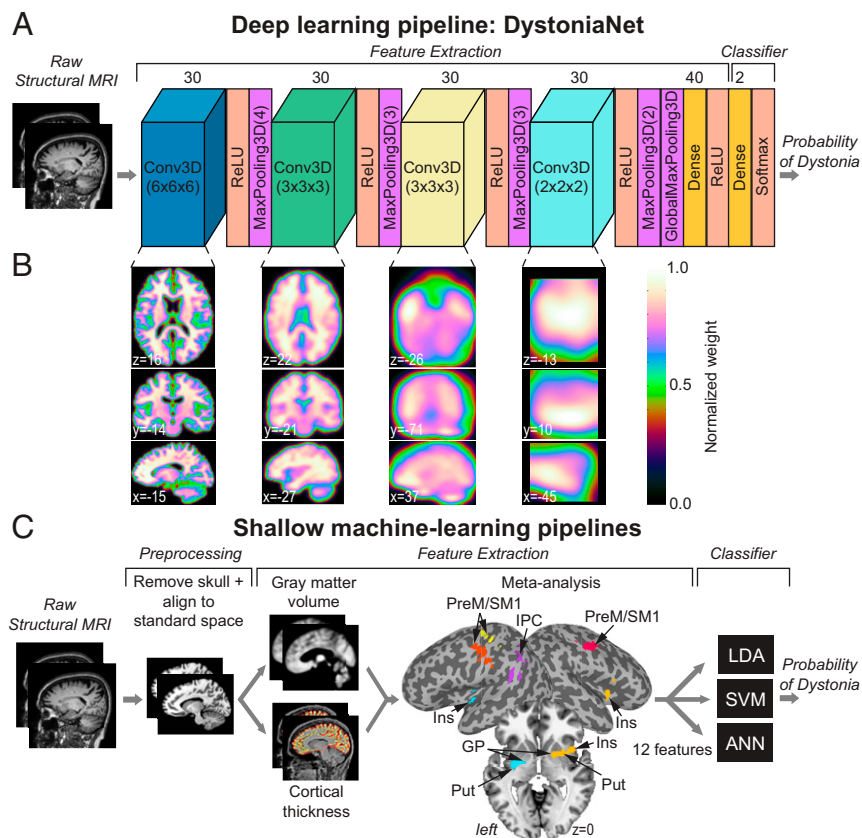 A
Deep learning pipeline: DystoniaNet
Feature Extraction
Classifier
Raw
Structural MRI
30
30
30
30
40
2
Conv3D
(6x6x6)
ReLU
MaxPooling3D(4)
Conv3D
(3x3x3)
ReLU
MaxPooling3D(3)
Conv3D
(3x3x3)
ReLU
MaxPooling3D(3)
Conv3D
(2x2x2)
ReLU
MaxPooling3D(2)
GlobalMaxPooling3D
Dense
ReLU
Dense
Softmax
Probability
of Dystonia
B
z=16
z=22
z=-26
z=-13
y=-14
y=-21
y=-71
y=10
x=-15
x=-27
x=37
x=-45
1.0
0.5
0.0
Normalized weight
C
Shallow machine-learning pipelines
Preprocessing
Feature Extraction
Classifier
Raw
Structural MRI
Remove skull +
align to
standard space
Gray matter
volume
Cortical
thickness
Meta-analysis
PreM/SM1
IPC
PreM/SM1
Ins
Ins
GP
Ins
Put
Put
left
z=0
12 features
LDA
SVM
ANN
Probability
of Dystonia